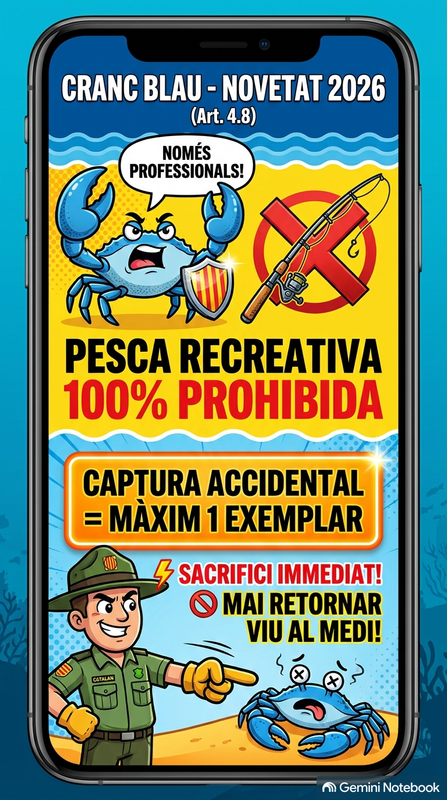 CRANC BLAU - NOVETAT 2026
(Art. 4.8)
NOMÉS
PROFESSIONALS!
PESCA RECREATIVA
100% PROHIBIDA
CAPTURA ACCIDENTAL
= MÀXIM 1 EXEMPLAR
SACRIFICI IMMEDIAT!
MAI RETORNAR
VIU AL MEDI!
CATALAN
Gemini Notebook